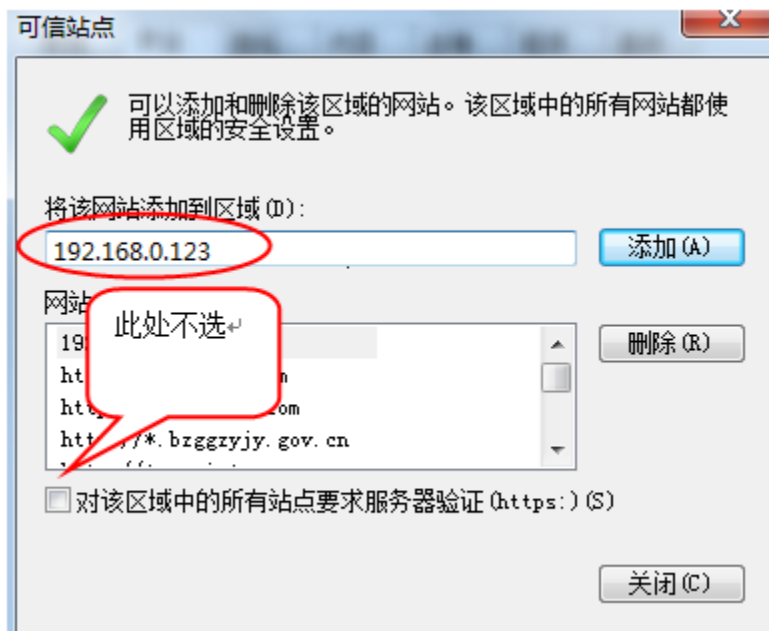 可信站点
X
可以添加和删除该区域的网站。该区域中的所有网站都使
用区域的安全设置。
将该网站添加到区域(D):
192.168.0.123
添加(A)
网站
此处不选
删除(R)
*.bzggzyjy.gov.cn
对该区域中的所有站点要求服务器验证(https:)(S)
关闭(C)